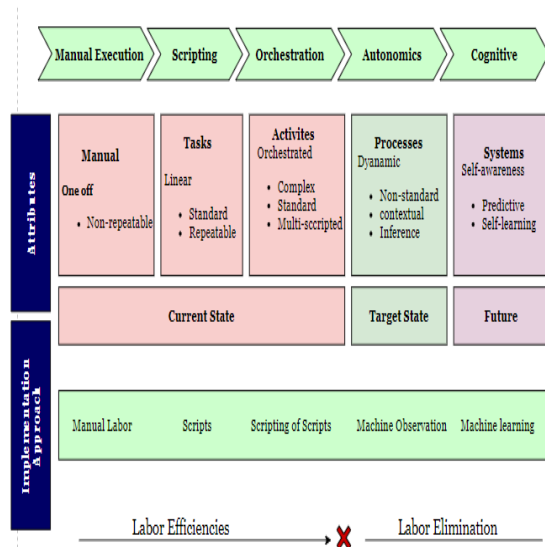 Manual Execution
Scripting
Orchestration
Autonomics
Cognitive
Attributes
Manual
One off
Non-repeatable
Tasks
Linear
Standard
Repeatable
Activites
Orchestrated
Complex
Standard
Multi-sccripted
Processes
Dyanamic
Non-standard
contextual
Inference
Systems
Self-awareness
Predictive
Self-learning
Current State
Target State
Future
Implementation
Approach
Manual Labor
Scripts
Scripting of Scripts
Machine Observation
Machine learning
Labor Efficiencies
Labor Elimination